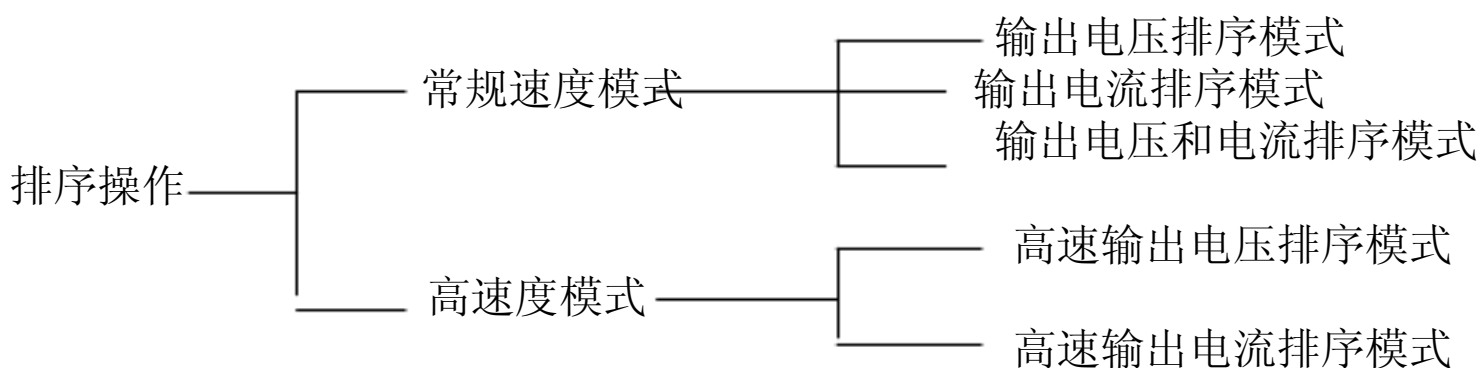 输出电压排序模式
常规速度模式
输出电流排序模式
输出电压和电流排序模式
排序操作
高速输出电压排序模式
高速度模式
高速输出电流排序模式